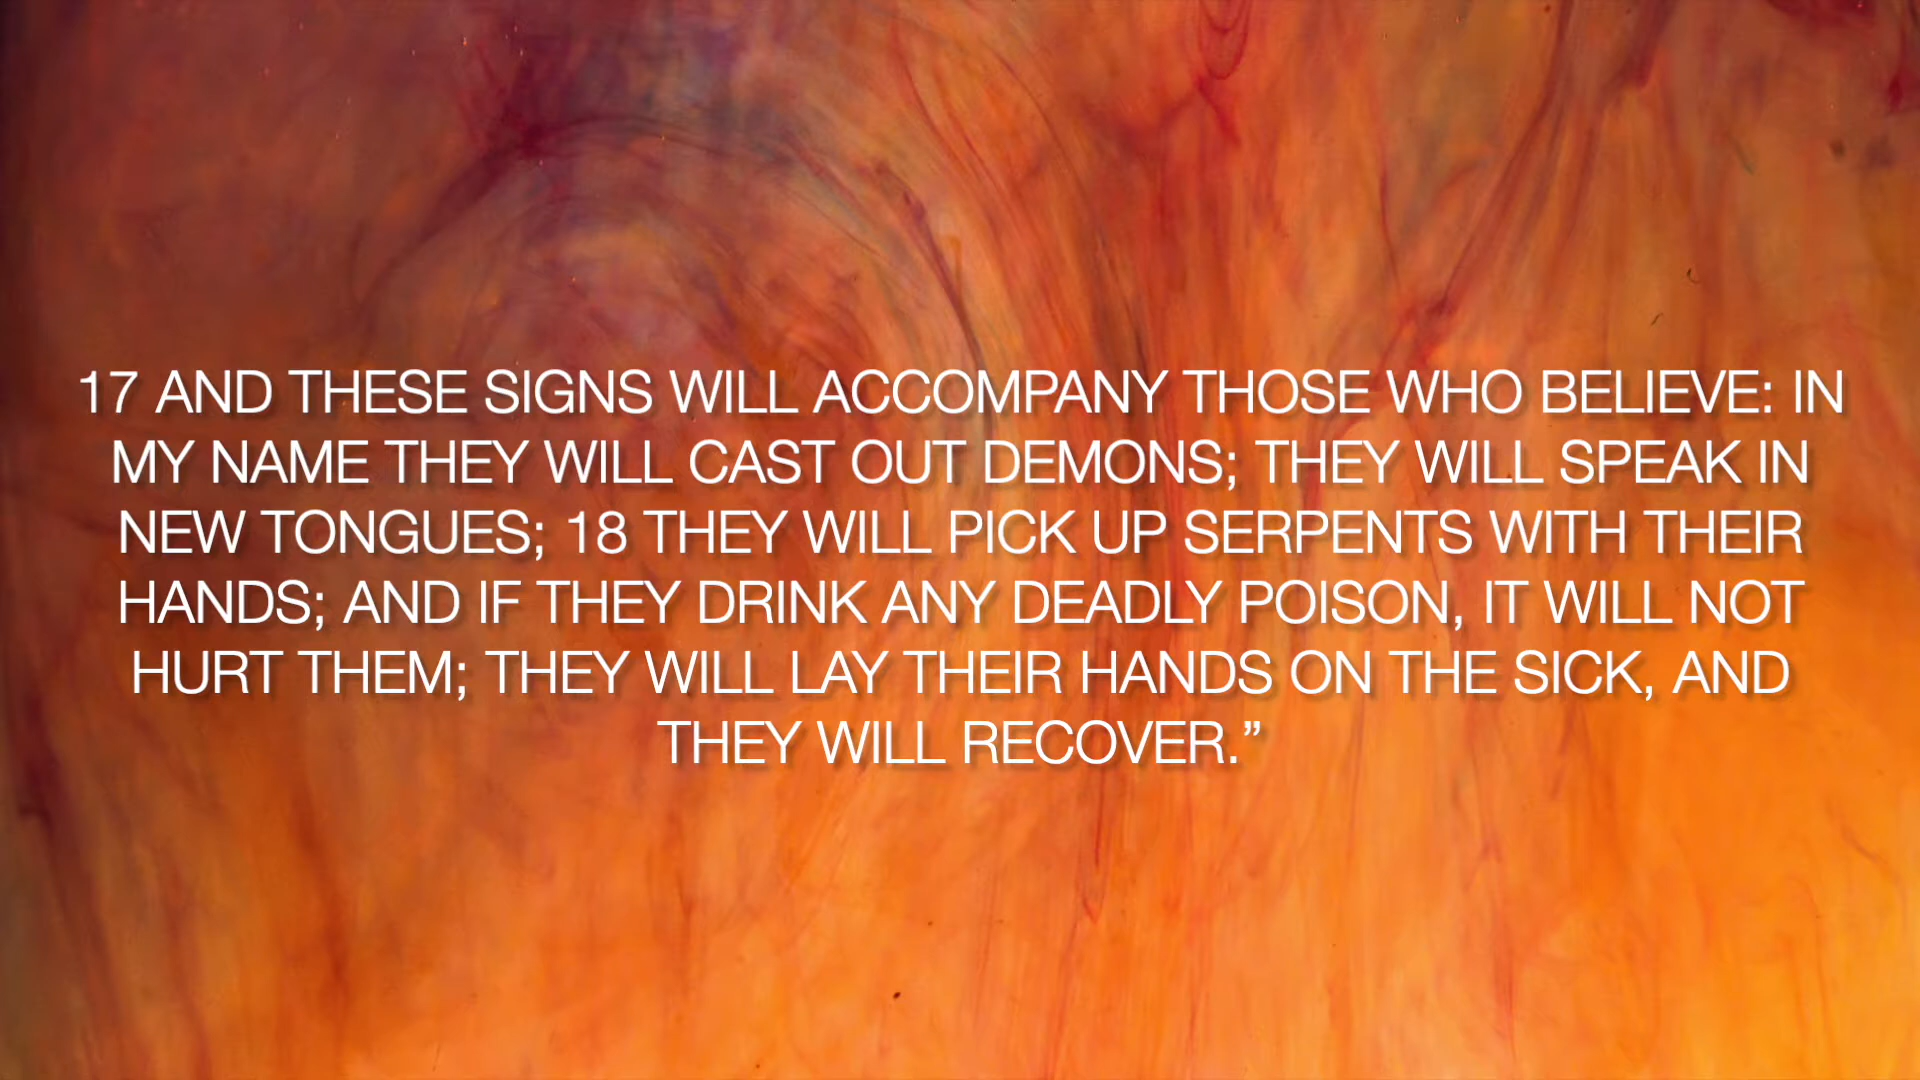 17 AND THESE SIGNS WILL ACCOMPANY THOSE WHO BELIEVE: IN
MY NAME THEY WILL CAST OUT DEMONS; THEY WILL SPEAK IN
NEW TONGUES; 18 THEY WILL PICK UP SERPENTS WITH THEIR
HANDS; AND IF THEY DRINK ANY DEADLY POISON, IT WILL NOT
HURT THEM; THEY WILL LAY THEIR HANDS ON THE SICK, AND
THEY WILL RECOVER.”